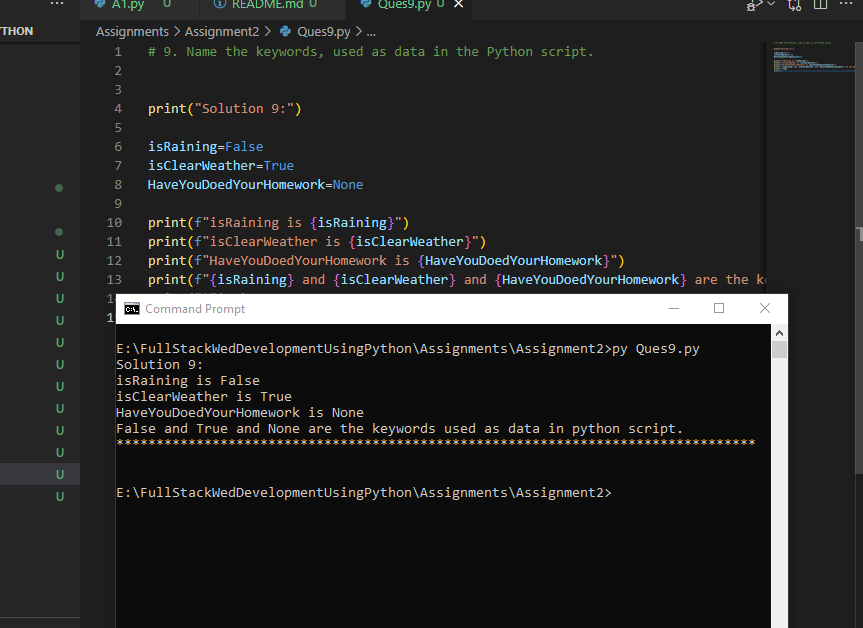 A1.py U README.md U Ques9.py U
THON
Assignments > Assignment2 > Ques9.py > ...
1 # 9. Name the keywords, used as data in the Python script.
2
3
4 print("Solution 9:")
5
6 isRaining=False
7 isClearWeather=True
8 HaveYouDoedYourHomework=None
9
10 print(f"isRaining is {isRaining}")
11 print(f"isClearWeather is {isClearWeather}")
12 print(f"HaveYouDoedYourHomework is {HaveYouDoedYourHomework}")
13 print(f"{isRaining} and {isClearWeather} and {HaveYouDoedYourHomework} are the
U
U
U
U
U
U
U
U
U
U
U
U
Command Prompt
E:\FullStackWedDevelopmentUsingPython\Assignments\Assignment2>py Ques9.py
Solution 9:
isRaining is False
isClearWeather is True
HaveYouDoedYourHomework is None
False and True and None are the keywords used as data in python script.
********************************************************************************
E:\FullStackWedDevelopmentUsingPython\Assignments\Assignment2>